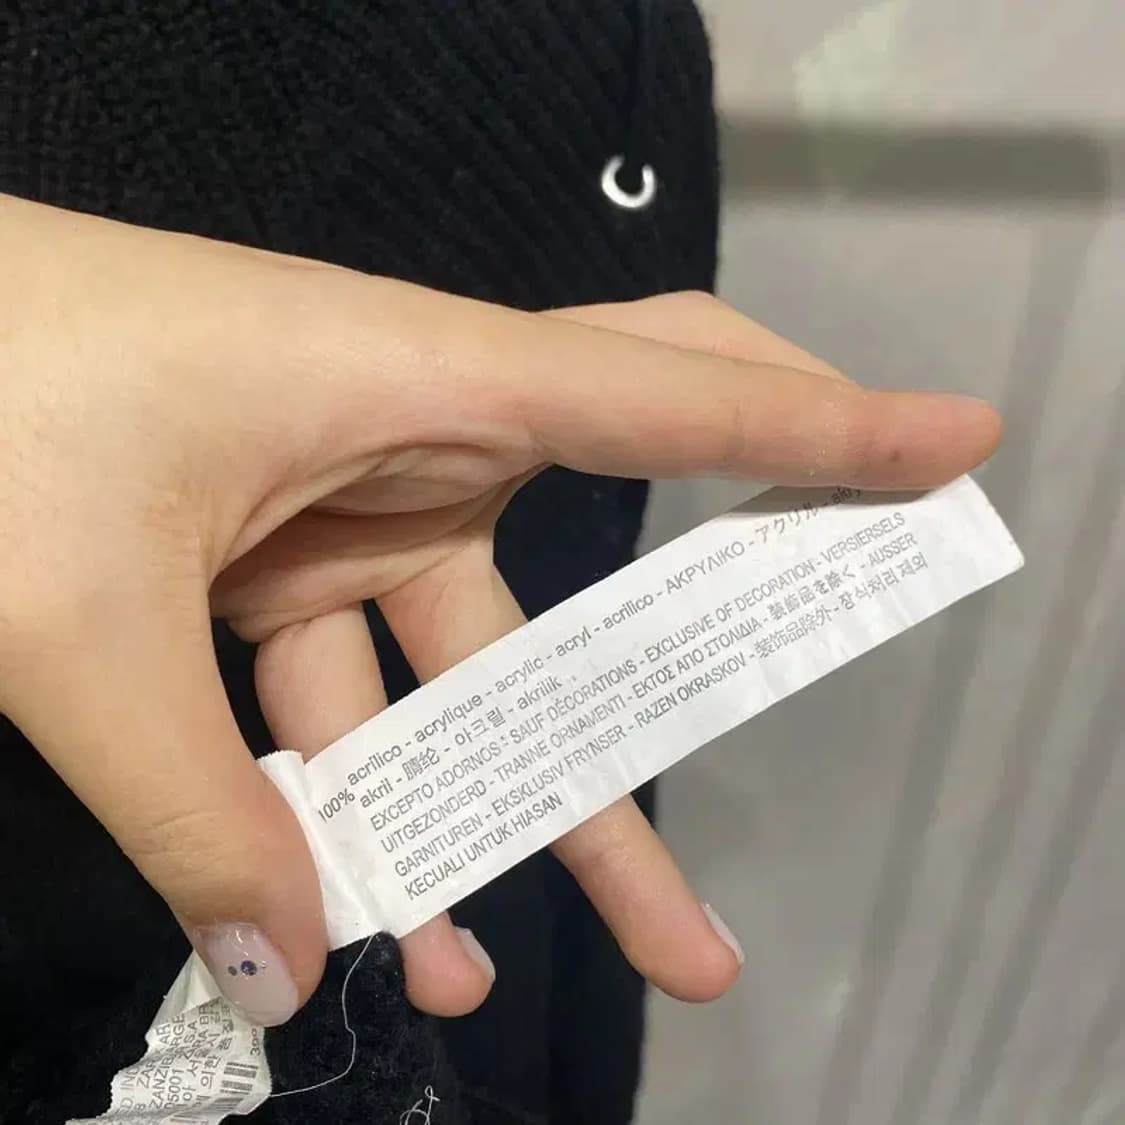 100% acrílico - acrylique - acrylic - acryl - acrilico - ΑΚΡΥΛΙΚΟ - アクリル -
akril - 腈纶 - 아크릴 - akrilik
EXCEPTO ADORNOS - SAUF DÉCORATIONS - EXCLUSIVE OF DECORATION - VERSIERSELS
UITGEZONDERD - TRANNE ORNAMENTI - ΕΚΤΟΣ ΑΠΟ ΣΤΟΛΙΔΙΑ - 装飾品を除く - AUSSER
GARNITUREN - EKSKLUSIV FRYNSER - RAZEN OKRASKOV - 装饰品除外 - 장식처리제외
KECUALI UNTUK HIASAN